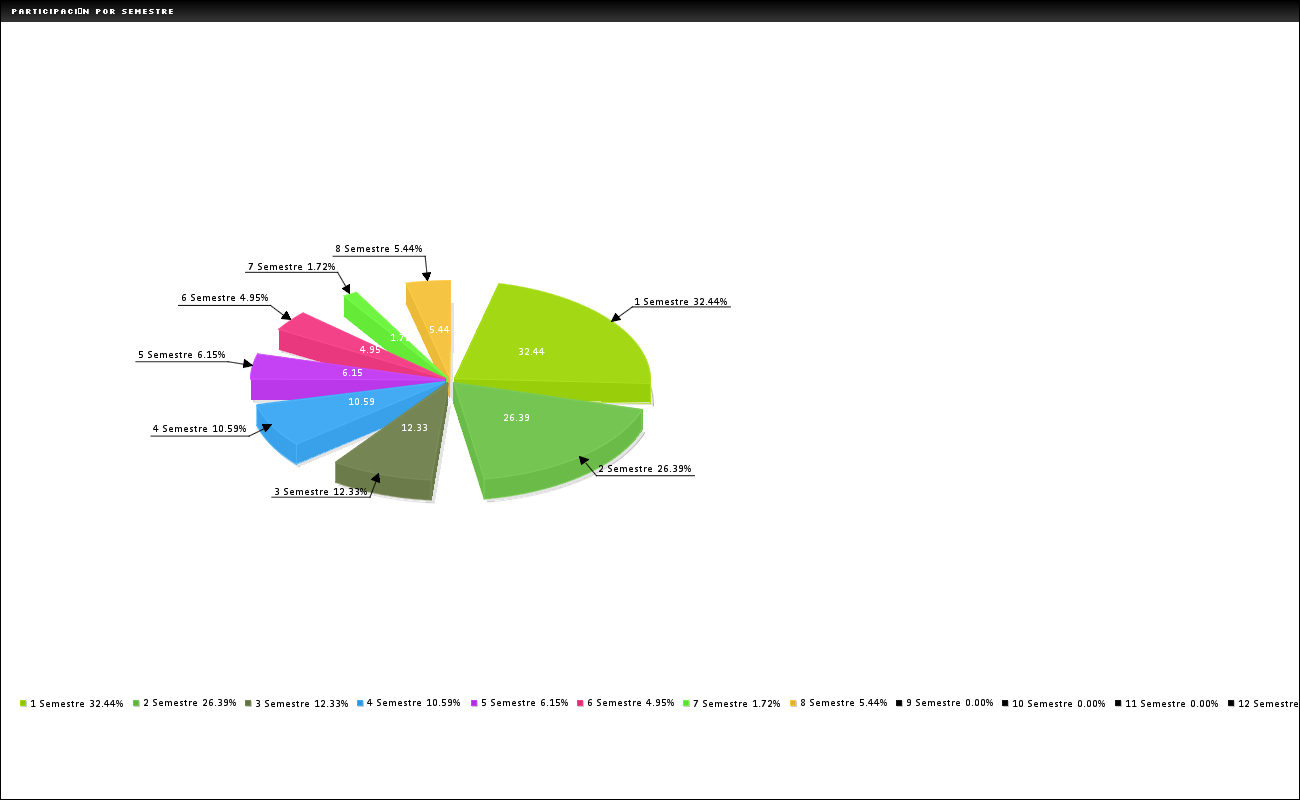 PARTICIPACI▯N POR SEMESTRE
8 Semestre 5.44%
7 Semestre 1.72%
6 Semestre 4.95%
1 Semestre 32.44%
5.44
1.7
4.95
32.44
5 Semestre 6.15%
6.15
10.59
26.39
12.33
4 Semestre 10.59%
2 Semestre 26.39%
3 Semestre 12.33%
1 Semestre 32.44% 2 Semestre 26.39% 3 Semestre 12.33% 4 Semestre 10.59% 5 Semestre 6.15% 6 Semestre 4.95% 7 Semestre 1.72% 8 Semestre 5.44% 9 Semestre 0.00% 10 Semestre 0.00% 11 Semestre 0.00% 12 Semestre